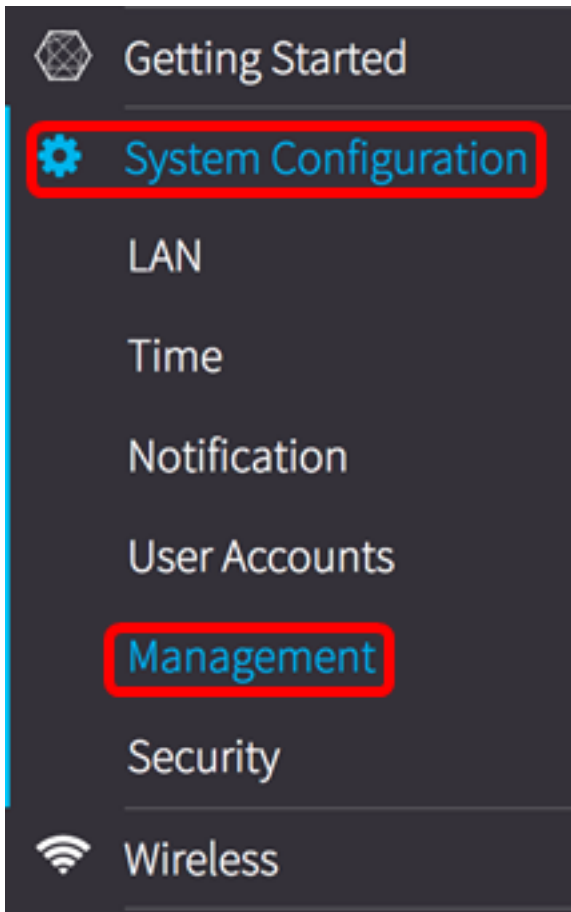 Getting Started
System Configuration
LAN
Time
Notification
User Accounts
Management
Security
Wireless